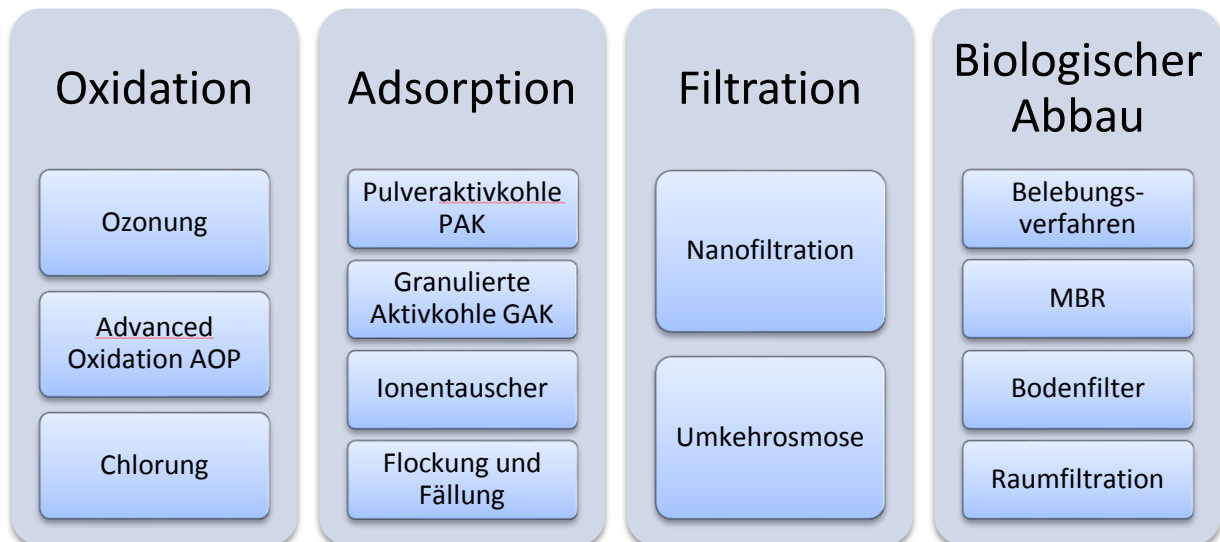 Oxidation
Ozonung
Advanced
Oxidation AOP
Chlorung
Adsorption
Pulveraktivkohle
PAK
Granulierte
Aktivkohle GAK
Ionentauscher
Flockung und
Fällung
Filtration
Nanofiltration
Umkehrosmose
Biologischer
Abbau
Belebungs-
verfahren
MBR
Bodenfilter
Raumfiltration